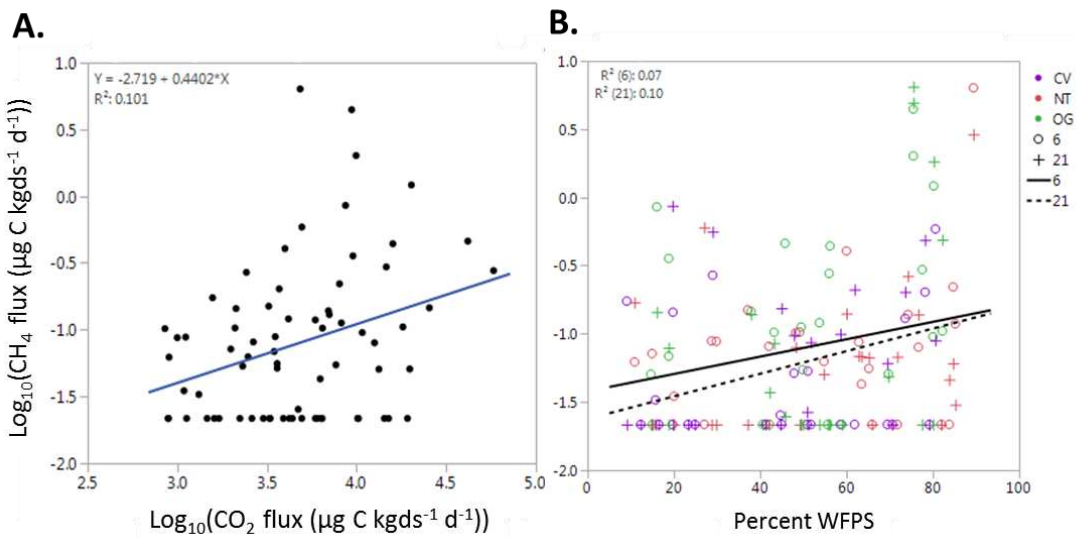 A.
B.
Y = -2.719 + 0.4402*X
R²: 0.101
Log₁₀(CH₄ flux (µg C kgds⁻¹ d⁻¹))
1.0
0.5
0.0
-0.5
-1.0
-1.5
-2.0
2.5 3.0 3.5 4.0 4.5 5.0
Log₁₀(CO₂ flux (µg C kgds⁻¹ d⁻¹))
R² (6): 0.07
R² (21): 0.10
1.0
0.5
0.0
-0.5
-1.0
-1.5
-2.0
0 20 40 60 80 100
Percent WFPS
CV
NT
OG
6
21
6
21